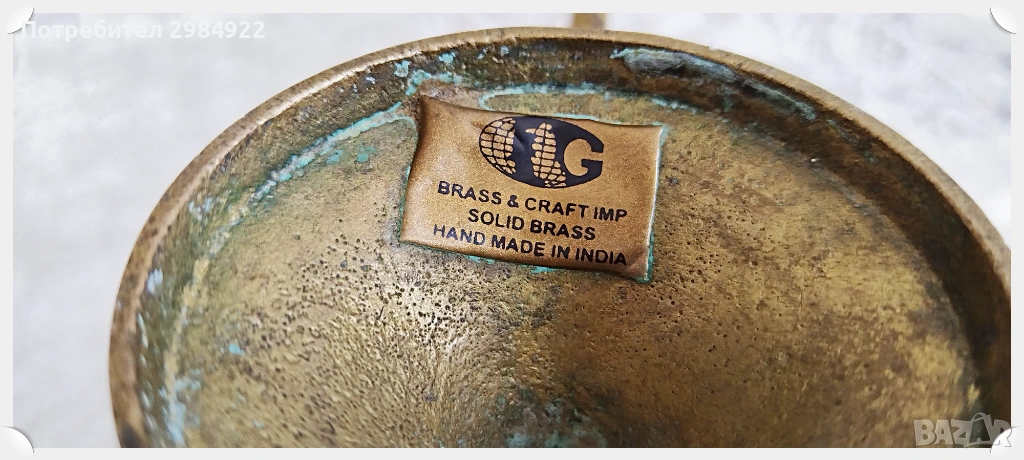 Потребител 2984922
G
BRASS & CRAFT IMP
SOLID BRASS
HAND MADE IN INDIA
BAZAR